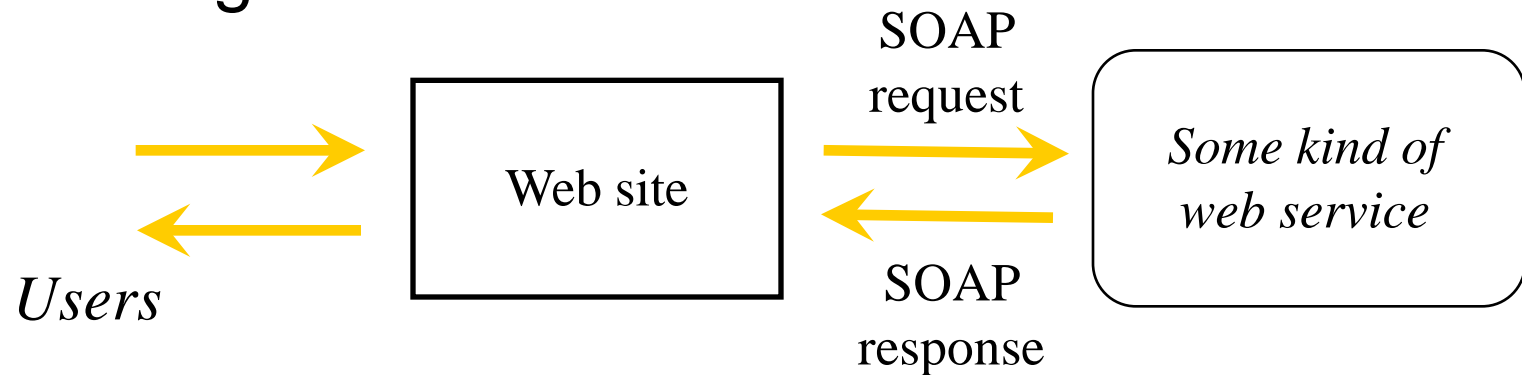 SOAP
request
Some kind of
web service
Web site
Users
SOAP
response